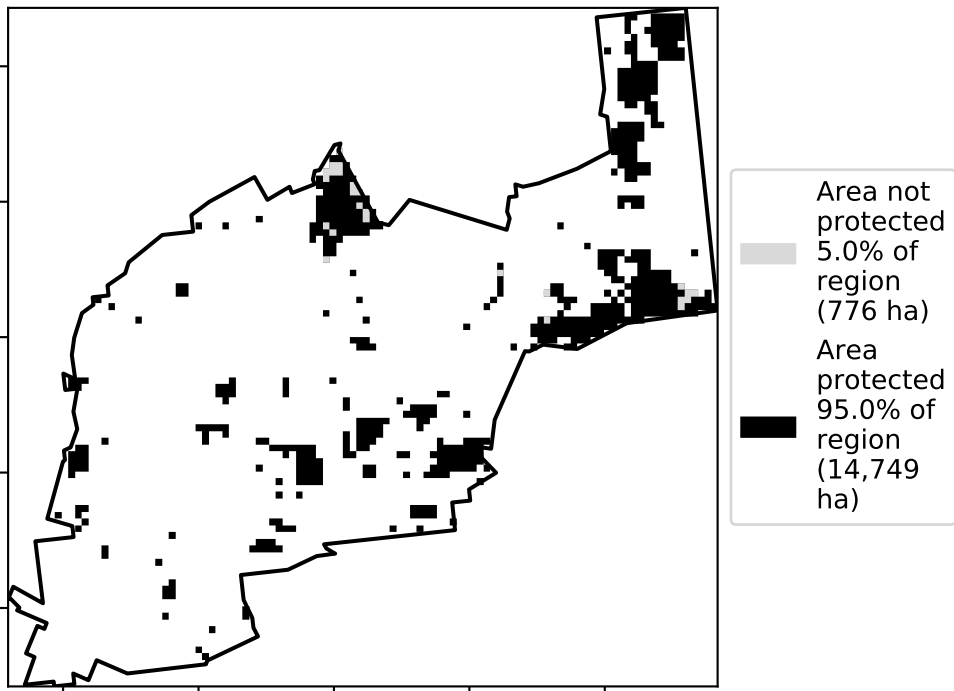 Area not
protected
5.0% of
region
(776 ha)
Area
protected
95.0% of
region
(14,749
ha)